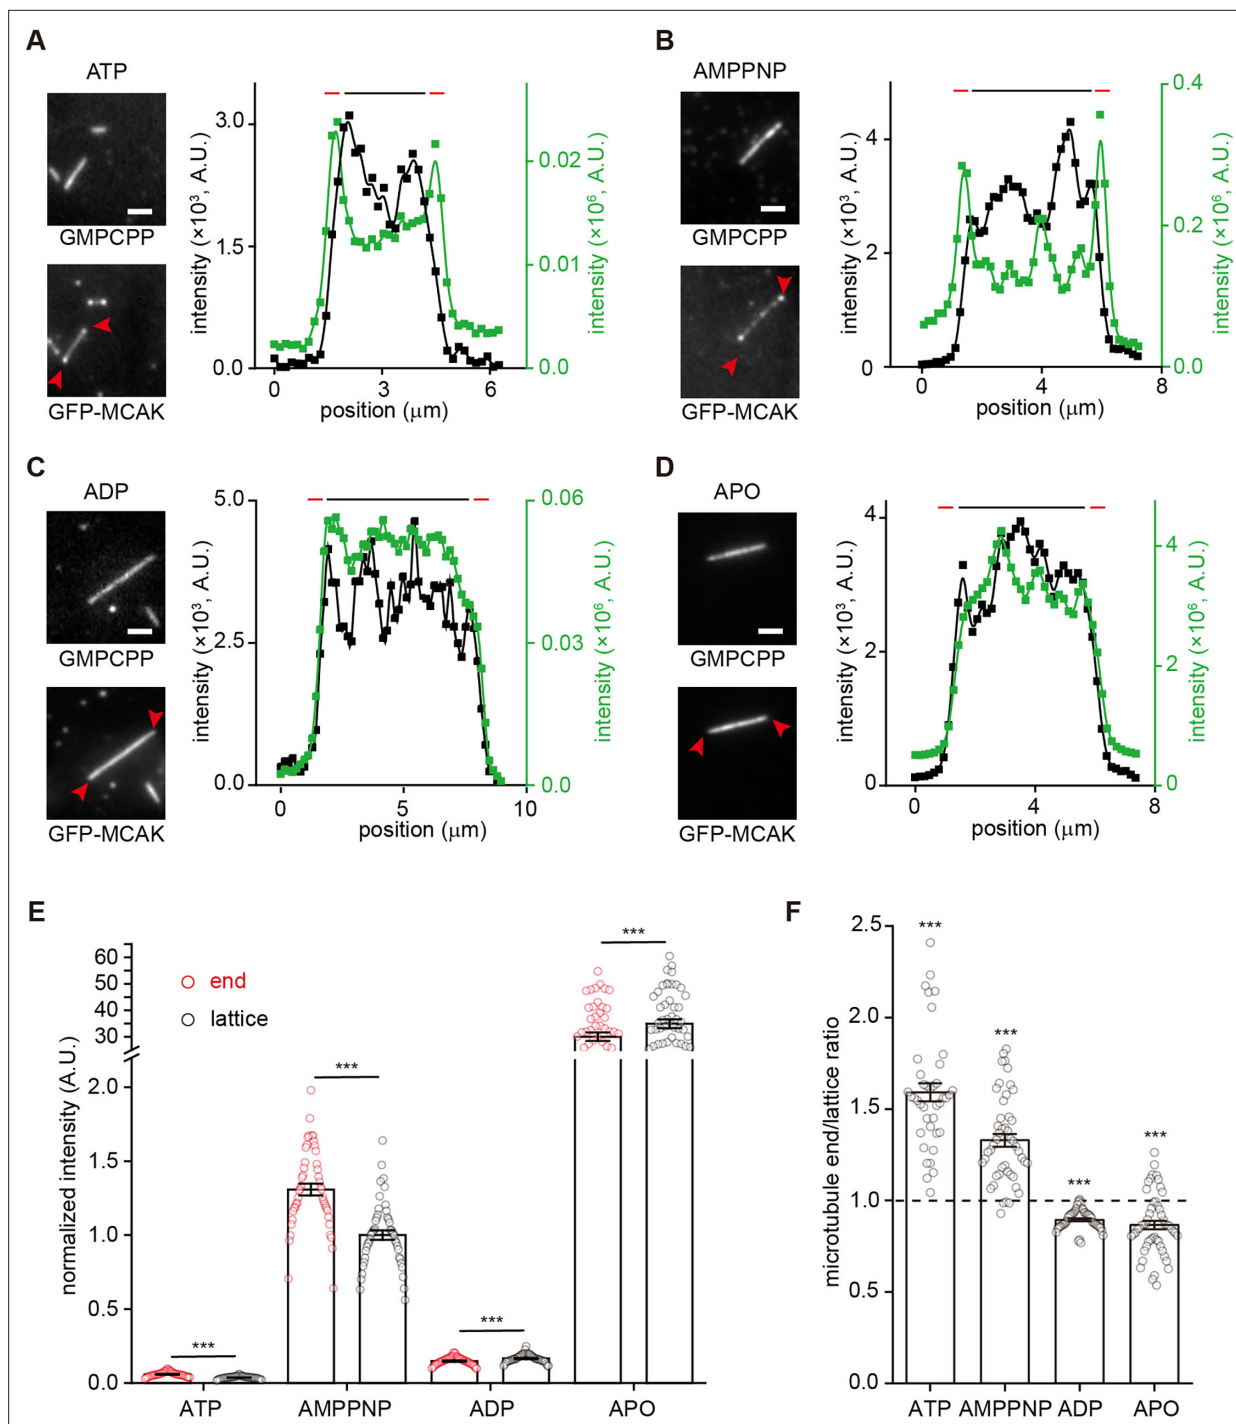 A
ATP
GMPCPP
GFP-MCAK
intensity (×10³, A.U.)
3.0
1.5
0.0
0.02
0.01
0.0
intensity (×10⁶, A.U.)
0 3 6
position (μm)
B
AMPPNP
GMPCPP
GFP-MCAK
intensity (×10³, A.U.)
4
2
0
0.4
0.2
0.0
intensity (×10⁶, A.U.)
0 4 8
position (μm)
C
ADP
GMPCPP
GFP-MCAK
intensity (×10³, A.U.)
5.0
2.5
0.0
0.06
0.03
0.0
intensity (×10⁶, A.U.)
0 5 10
position (μm)
D
APO
GMPCPP
GFP-MCAK
intensity (×10³, A.U.)
4
2
0
4
2
0
intensity (×10⁶, A.U.)
0 4 8
position (μm)
E
normalized intensity (A.U.)
60
50
40
30
2.0
1.5
1.0
0.5
0.0
end
lattice
***
***
***
***
ATP AMPPNP ADP APO
F
microtubule end/lattice ratio
2.5
2.0
1.5
1.0
0.5
0.0
***
***
***
***
ATP AMPPNP ADP APO